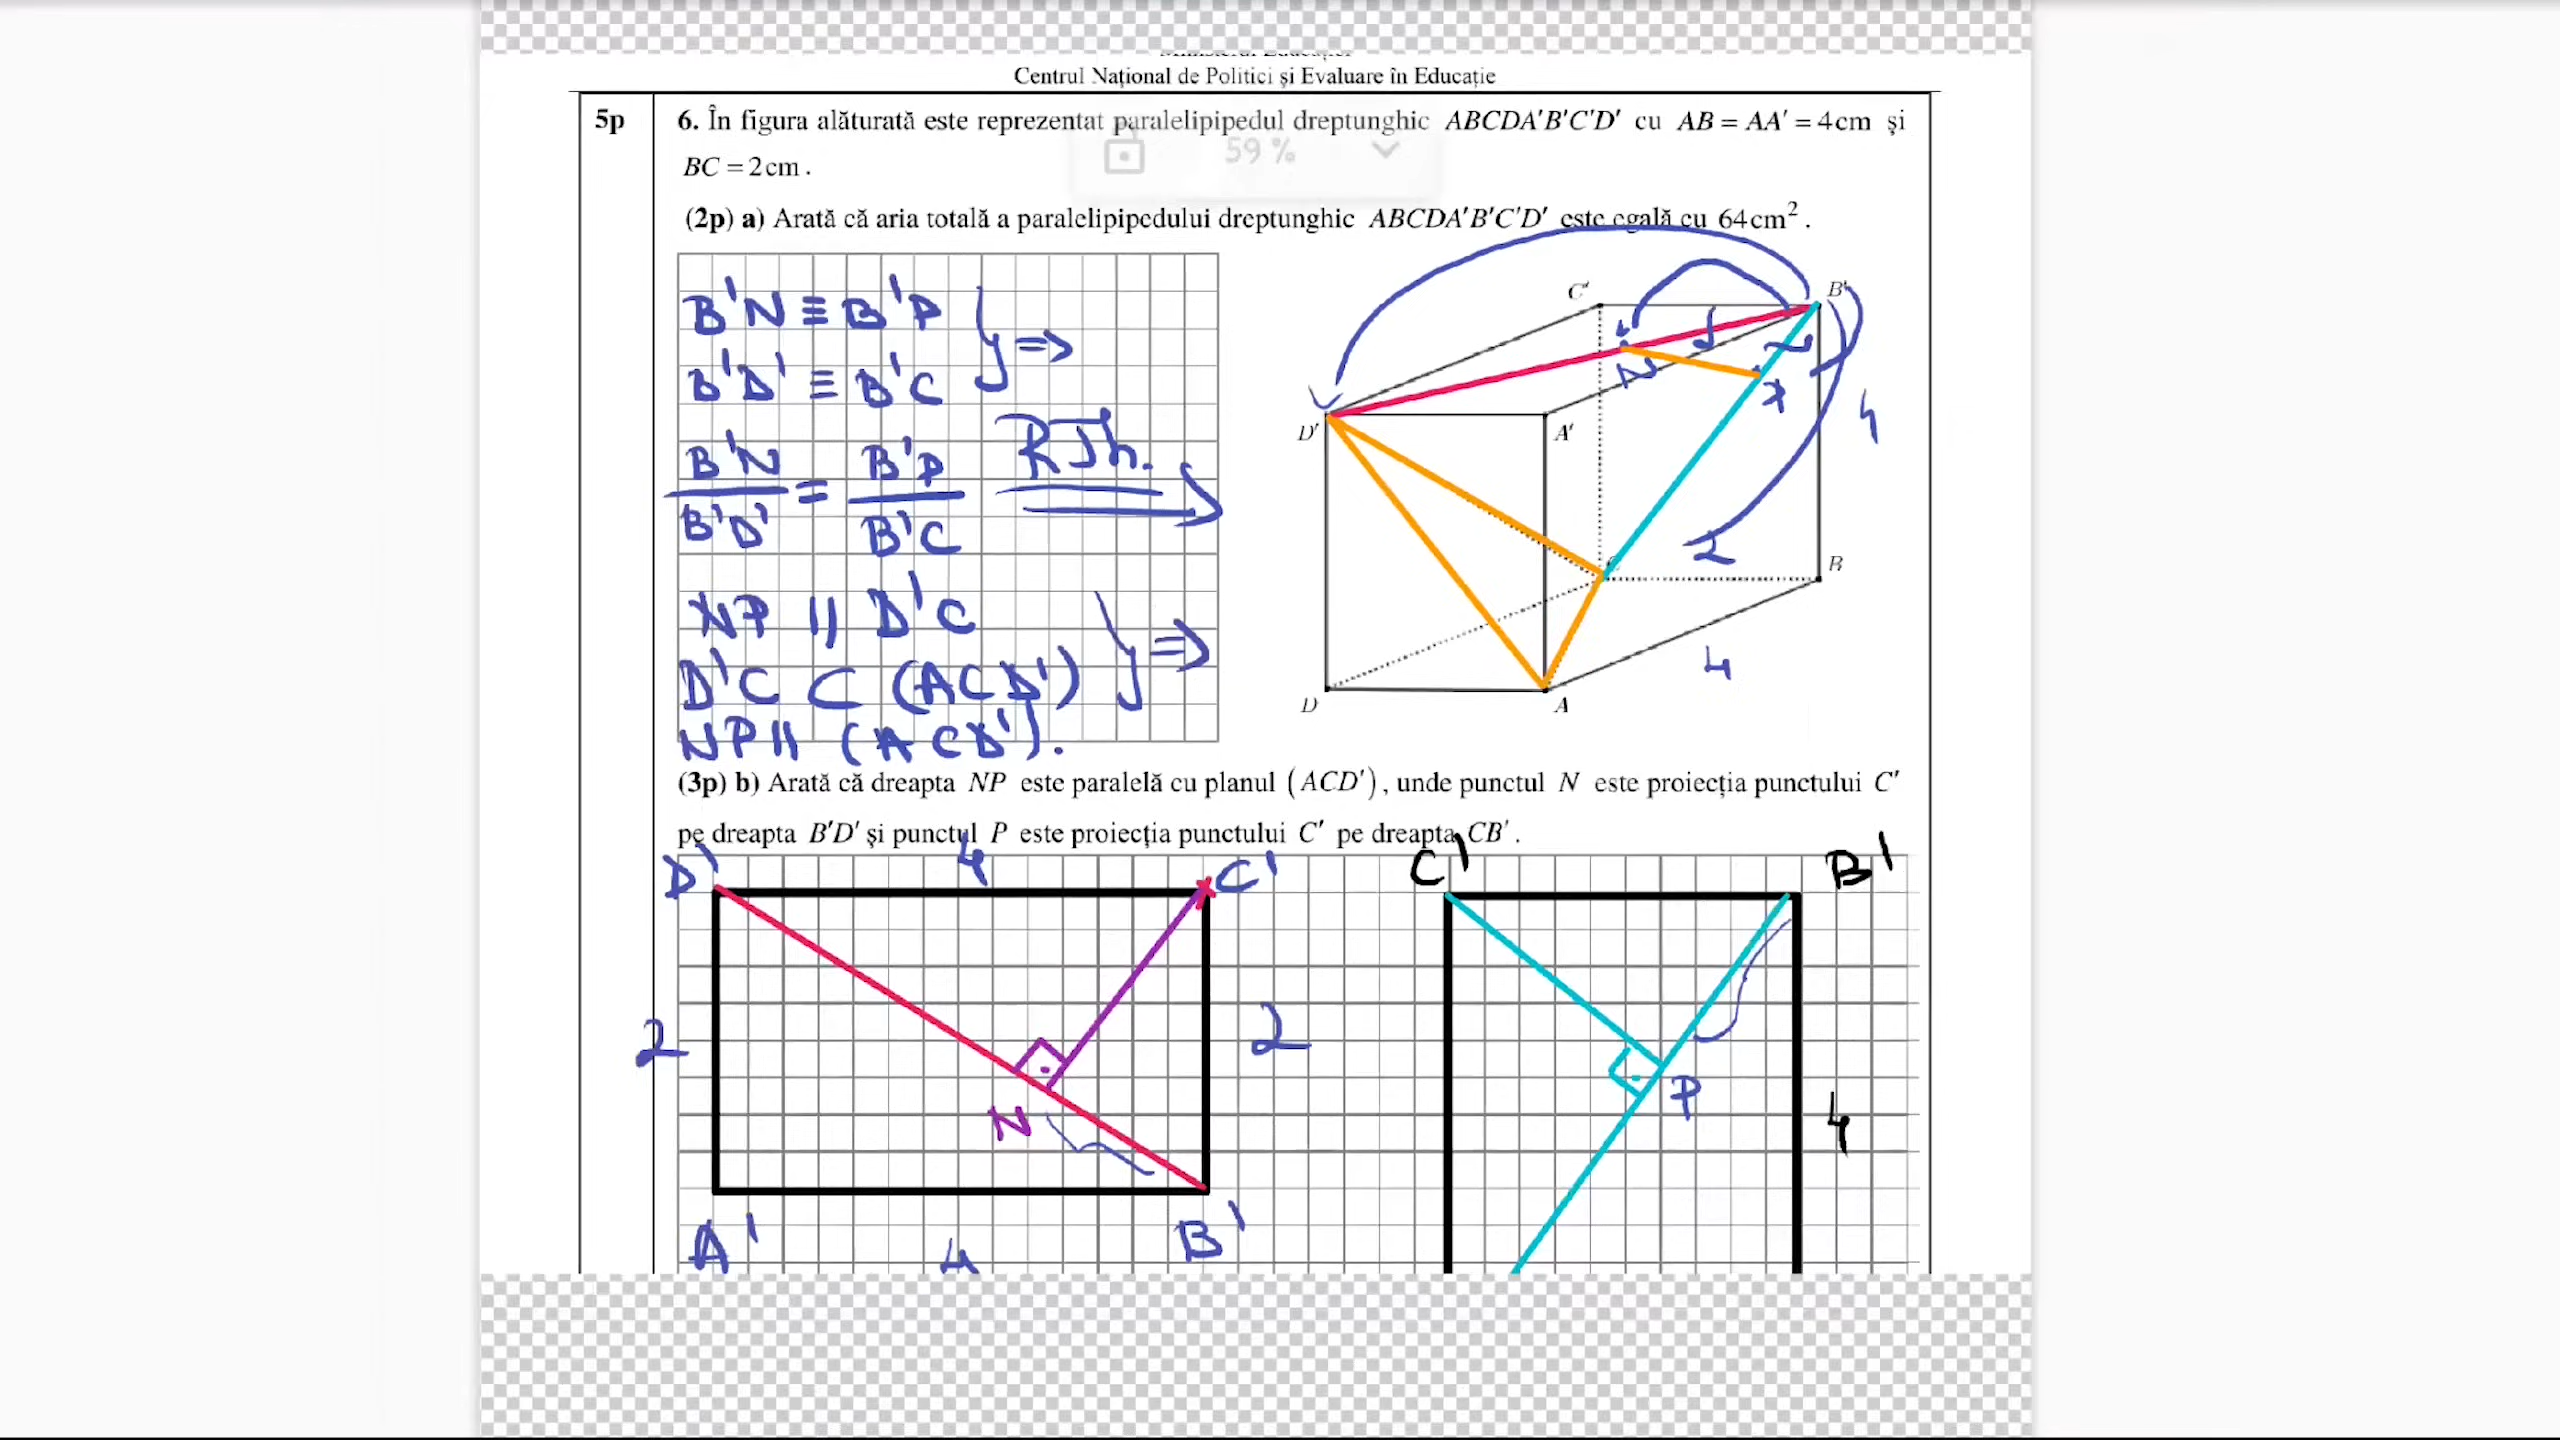 Centrul Național de Politici și Evaluare în Educație
5p
6. În figura alăturată este reprezentat paralelipipedul dreptunghic ABCDA'B'C'D' cu AB = AA' = 4cm și
BC = 2cm .
59 %
(2p) a) Arată că aria totală a paralelipipedului dreptunghic ABCDA'B'C'D' este egală cu 64cm² .
B'N ≡ B'P } =>
B'D' ≡ B'C
B'N/B'D' = B'P/B'C R.Th.
NP || D'C
D'C ⊂ (ACD') } =>
NP || (ACD').
C'
B'
D'
A'
N
4
2
B
4
D
A
(3p) b) Arată că dreapta NP este paralelă cu planul (ACD'), unde punctul N este proiecția punctului C'
pe dreapta B'D' și punctul P este proiecția punctului C' pe dreapta CB' .
D'
4
C'
2
2
N
A'
4
B'
C'
B'
P
4